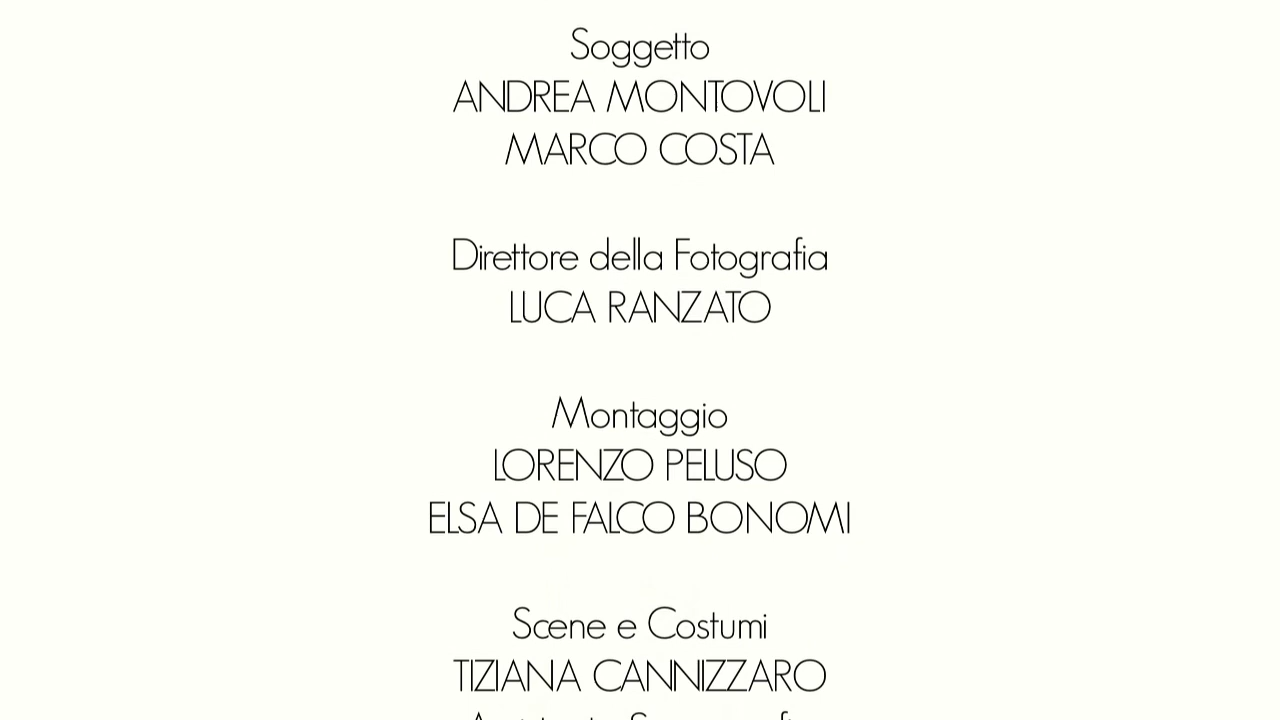 Soggetto
ANDREA MONTOVOLI
MARCO COSTA
Direttore della Fotografia
LUCA RANZATO
Montaggio
LORENZO PELUSO
ELSA DE FALCO BONOMI
Scene e Costumi
TIZIANA CANNIZZARO